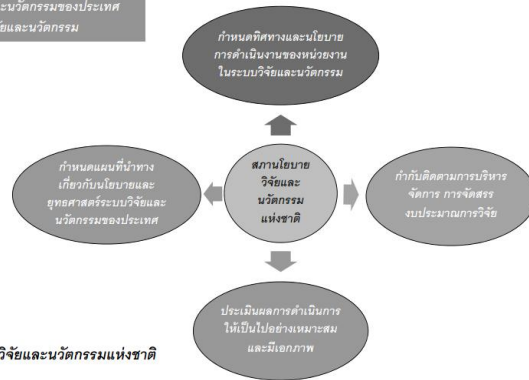 และนวัตกรรมของประเทศ
วิจัยและนวัตกรรม
กำหนดทิศทางและนโยบาย
การดำเนินงานของหน่วยงาน
ในระบบวิจัยและนวัตกรรม
กำหนดแผนที่นำทาง
เกี่ยวกับนโยบายและ
ยุทธศาสตร์ระบบวิจัยและ
นวัตกรรมของประเทศ
สภานโยบาย
วิจัยและ
นวัตกรรม
แห่งชาติ
กำกับติดตามการบริหาร
จัดการ การจัดสรร
งบประมาณการวิจัย
ประเมินผลการดำเนินการ
ให้เป็นไปอย่างเหมาะสม
และมีเอกภาพ
วิจัยและนวัตกรรมแห่งชาติ